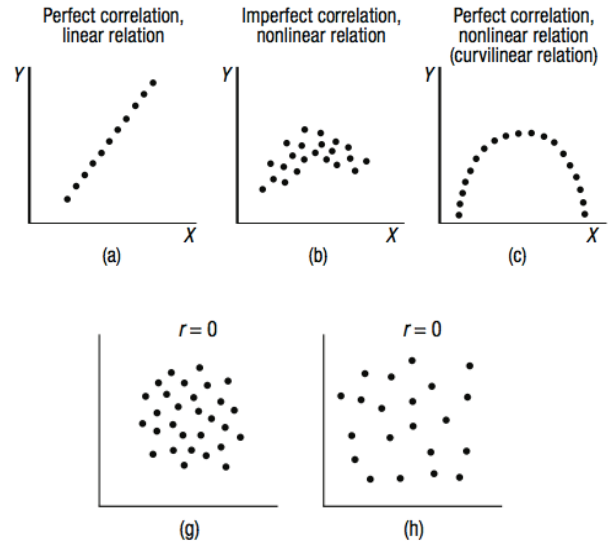 Perfect correlation,
linear relation
Imperfect correlation,
nonlinear relation
Perfect correlation,
nonlinear relation
(curvilinear relation)
Y
X
(a)
Y
X
(b)
Y
X
(c)
r = 0
(g)
r = 0
(h)